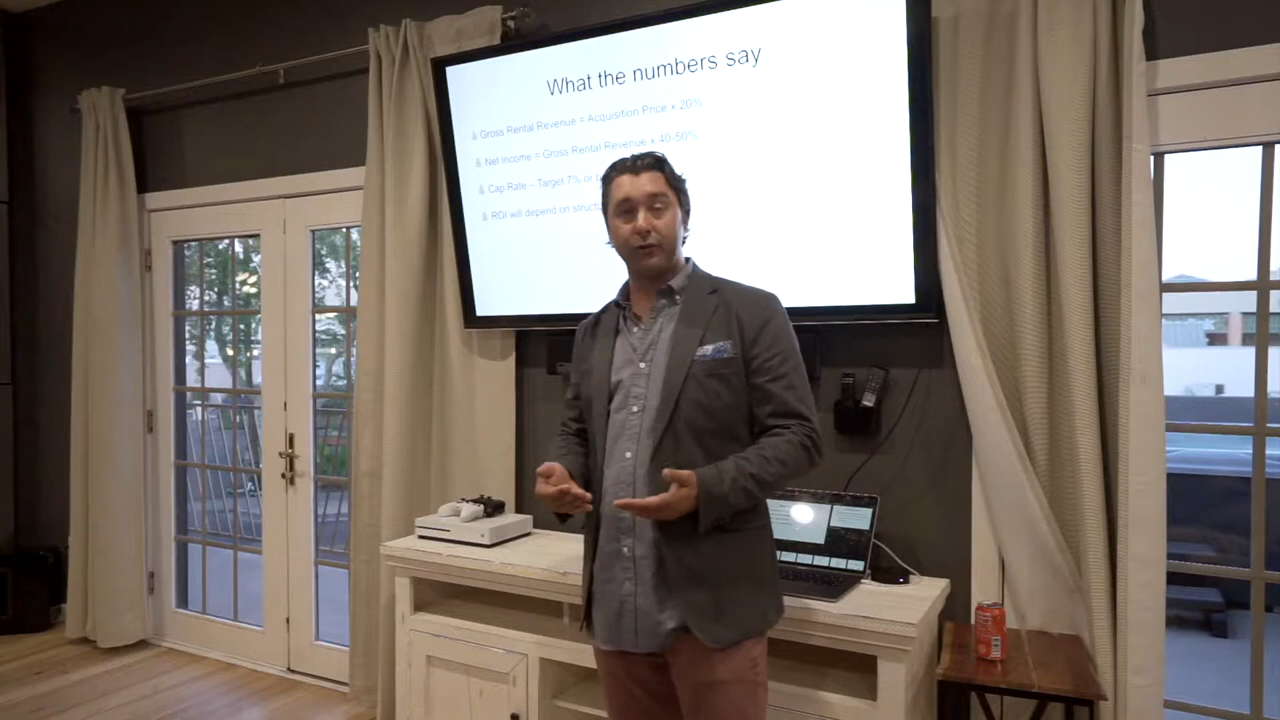 What the numbers say
Gross Rental Revenue = Acquisition Price x 20%
Net Income = Gross Rental Revenue x 40-50%
Cap Rate – Target 7% or
ROI will depend on